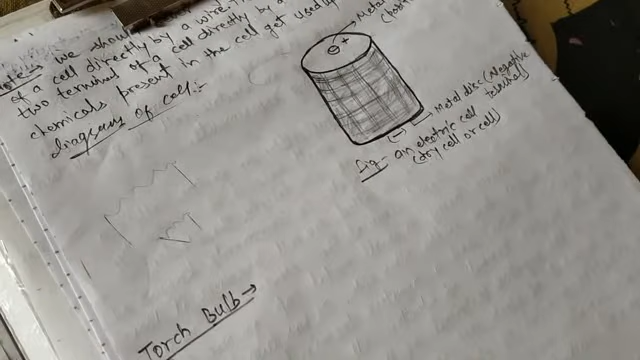 Notes: we should
of a cell directly by a wire
two terminal of a cell directly by a
chemicals present in the cell get used up
diagram of cell:-
Metal
+
Metal disc (Negative
terminal)
(-)
fig- an electric cell
(dry cell or cell)
Torch Bulb→